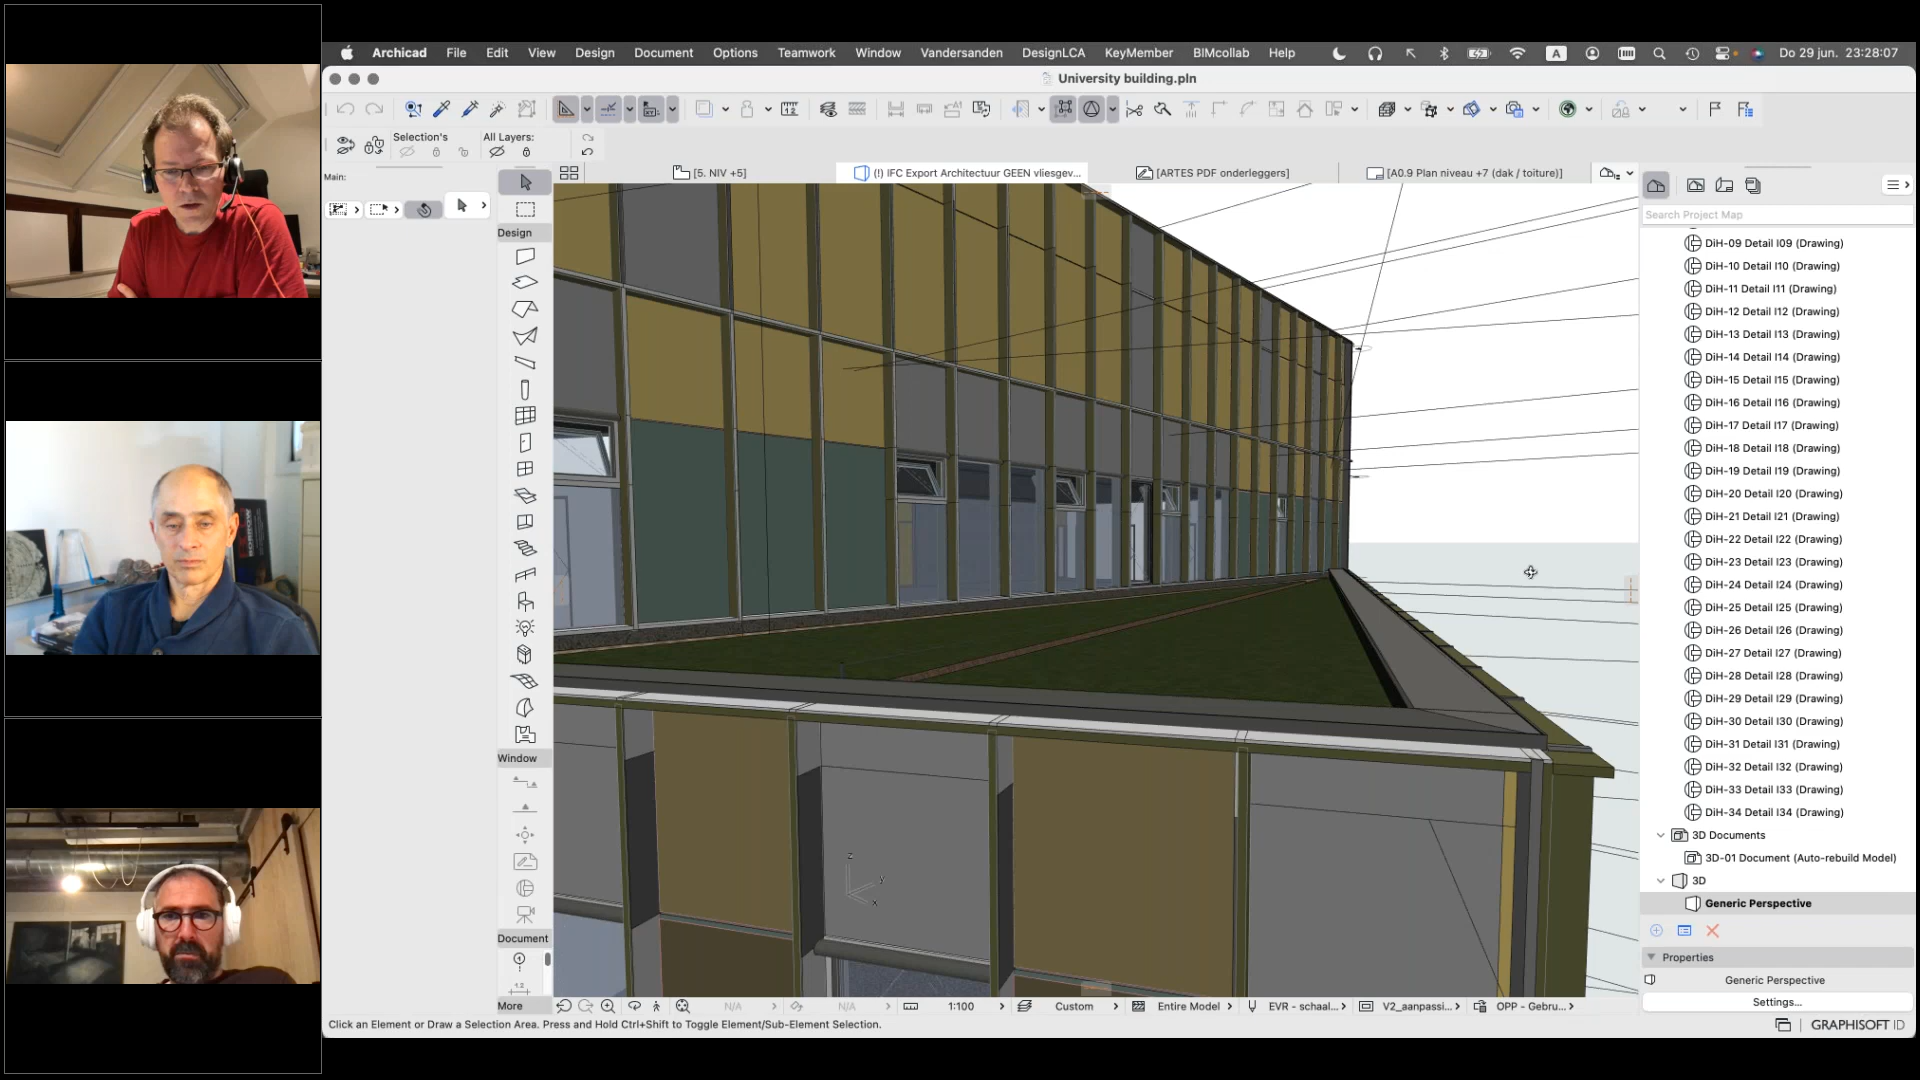 Archicad File Edit View Design Document Options Teamwork Window Vandersanden DesignLCA KeyMember BIMcollab Help A Do 29 jun. 23:28:07
University building.pln
Selection's All Layers:
Main:
[5. NIV +5] (!) IFC Export Architectuur GEEN vliesgev... [ARTES PDF onderleggers] [A0.9 Plan niveau +7 (dak / toiture)]
Search Project Map
Design
DiH-09 Detail I09 (Drawing)
DiH-10 Detail I10 (Drawing)
DiH-11 Detail I11 (Drawing)
DiH-12 Detail I12 (Drawing)
DiH-13 Detail I13 (Drawing)
DiH-14 Detail I14 (Drawing)
DiH-15 Detail I15 (Drawing)
DiH-16 Detail I16 (Drawing)
DiH-17 Detail I17 (Drawing)
DiH-18 Detail I18 (Drawing)
DiH-19 Detail I19 (Drawing)
DiH-20 Detail I20 (Drawing)
DiH-21 Detail I21 (Drawing)
DiH-22 Detail I22 (Drawing)
DiH-23 Detail I23 (Drawing)
DiH-24 Detail I24 (Drawing)
DiH-25 Detail I25 (Drawing)
DiH-26 Detail I26 (Drawing)
DiH-27 Detail I27 (Drawing)
DiH-28 Detail I28 (Drawing)
DiH-29 Detail I29 (Drawing)
DiH-30 Detail I30 (Drawing)
DiH-31 Detail I31 (Drawing)
DiH-32 Detail I32 (Drawing)
DiH-33 Detail I33 (Drawing)
DiH-34 Detail I34 (Drawing)
3D Documents
3D-01 Document (Auto-rebuild Model)
3D
Generic Perspective
Window
Document
More
z
y
x
Properties
Generic Perspective
Settings...
N/A N/A 1:100 Custom Entire Model EVR - schaal... V2_aanpassi... OPP - Gebru...
Click an Element or Draw a Selection Area. Press and Hold Ctrl+Shift to Toggle Element/Sub-Element Selection.
GRAPHISOFT ID